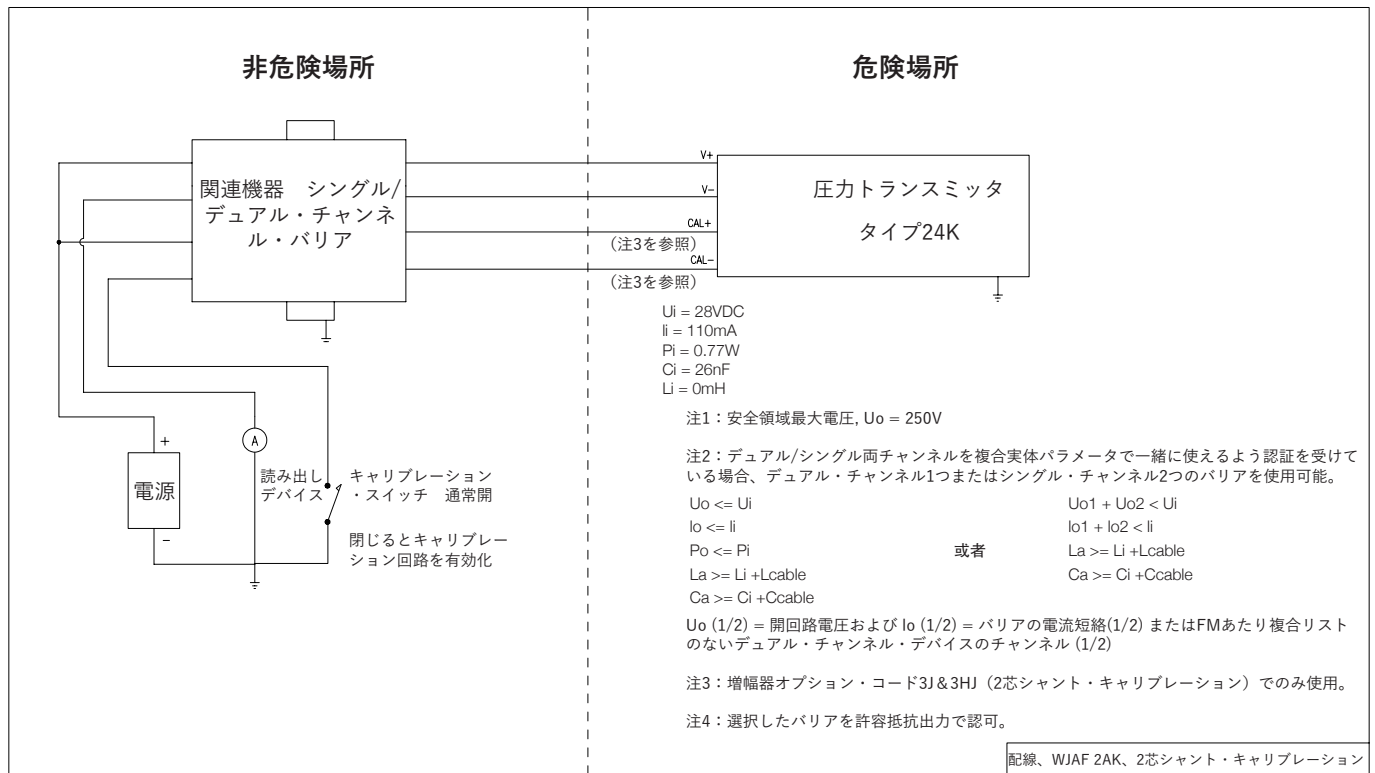 非危険場所
危険場所
関連機器　シングル/
デュアル・チャンネ
ル・バリア
V+
V-
CAL+
(注3を参照)
CAL-
(注3を参照)
圧力トランスミッタ
タイプ24K
Ui = 28VDC
Ii = 110mA
Pi = 0.77W
Ci = 26nF
Li = 0mH
+
電源
-
A
読み出し
デバイス
キャリブレーション
・スイッチ　通常開
閉じるとキャリブレー
ション回路を有効化
注1：安全領域最大電圧, Uo = 250V
注2：デュアル/シングル両チャンネルを複合実体パラメータで一緒に使えるよう認証を受けて
いる場合、デュアル・チャンネル1つまたはシングル・チャンネル2つのバリアを使用可能。
Uo <= Ui
Io <= Ii
Po <= Pi
La >= Li +Lcable
Ca >= Ci +Ccable
或者
Uo1 + Uo2 < Ui
Io1 + Io2 < Ii
La >= Li +Lcable
Ca >= Ci +Ccable
Uo (1/2) = 開回路電圧および Io (1/2) = バリアの電流短絡(1/2) またはFMあたり複合リスト
のないデュアル・チャンネル・デバイスのチャンネル (1/2)
注3：増幅器オプション・コード3J＆3HJ（2芯シャント・キャリブレーション）でのみ使用。
注4：選択したバリアを許容抵抗出力で認可。
配線、WJAF 2AK、2芯シャント・キャリブレーション